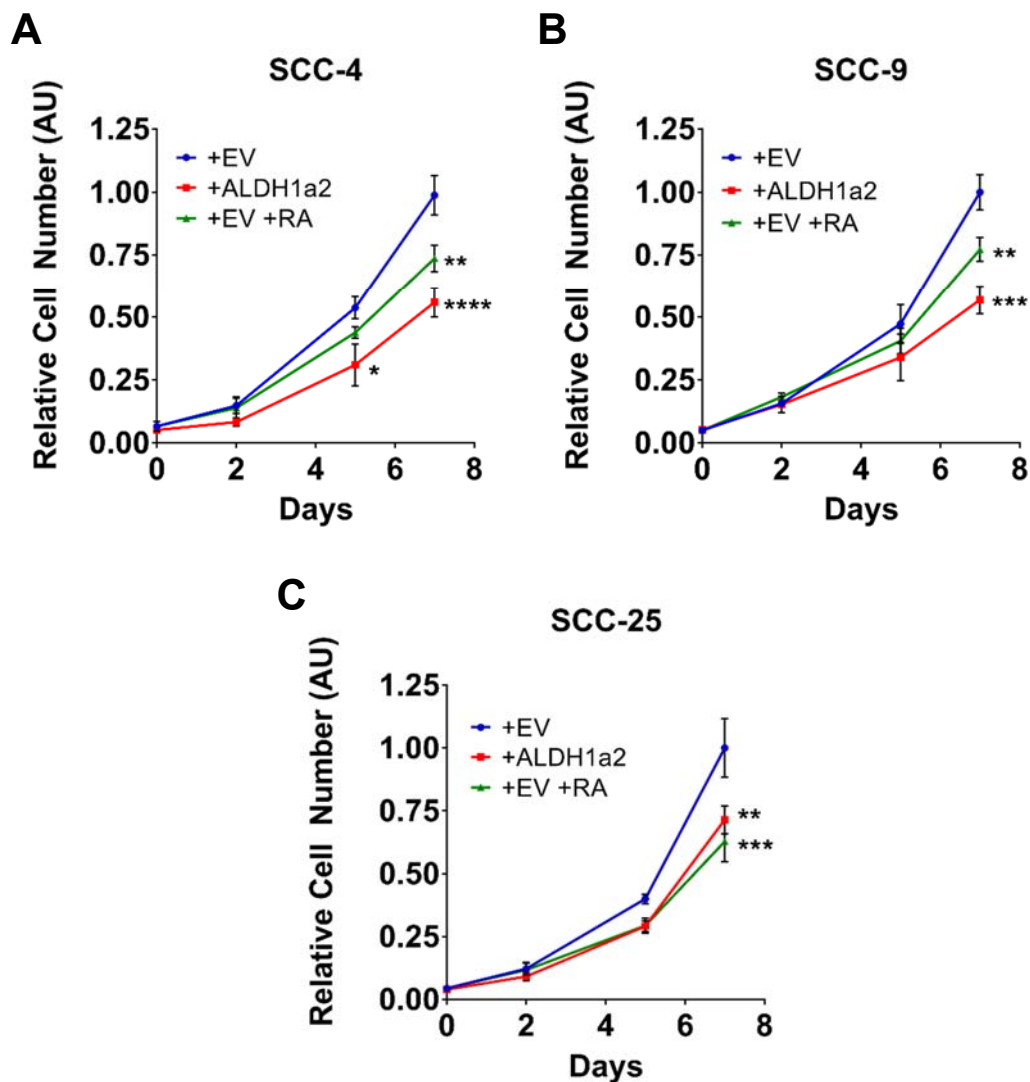 A
SCC-4
Relative Cell Number (AU)
1.25
1.00
0.75
0.50
0.25
0.00
+EV
+ALDH1a2
+EV +RA
**
****
*
0 2 4 6 8
Days
B
SCC-9
Relative Cell Number (AU)
1.25
1.00
0.75
0.50
0.25
0.00
+EV
+ALDH1a2
+EV +RA
**
***
0 2 4 6 8
Days
C
SCC-25
Relative Cell Number (AU)
1.25
1.00
0.75
0.50
0.25
0.00
+EV
+ALDH1a2
+EV +RA
**
***
0 2 4 6 8
Days